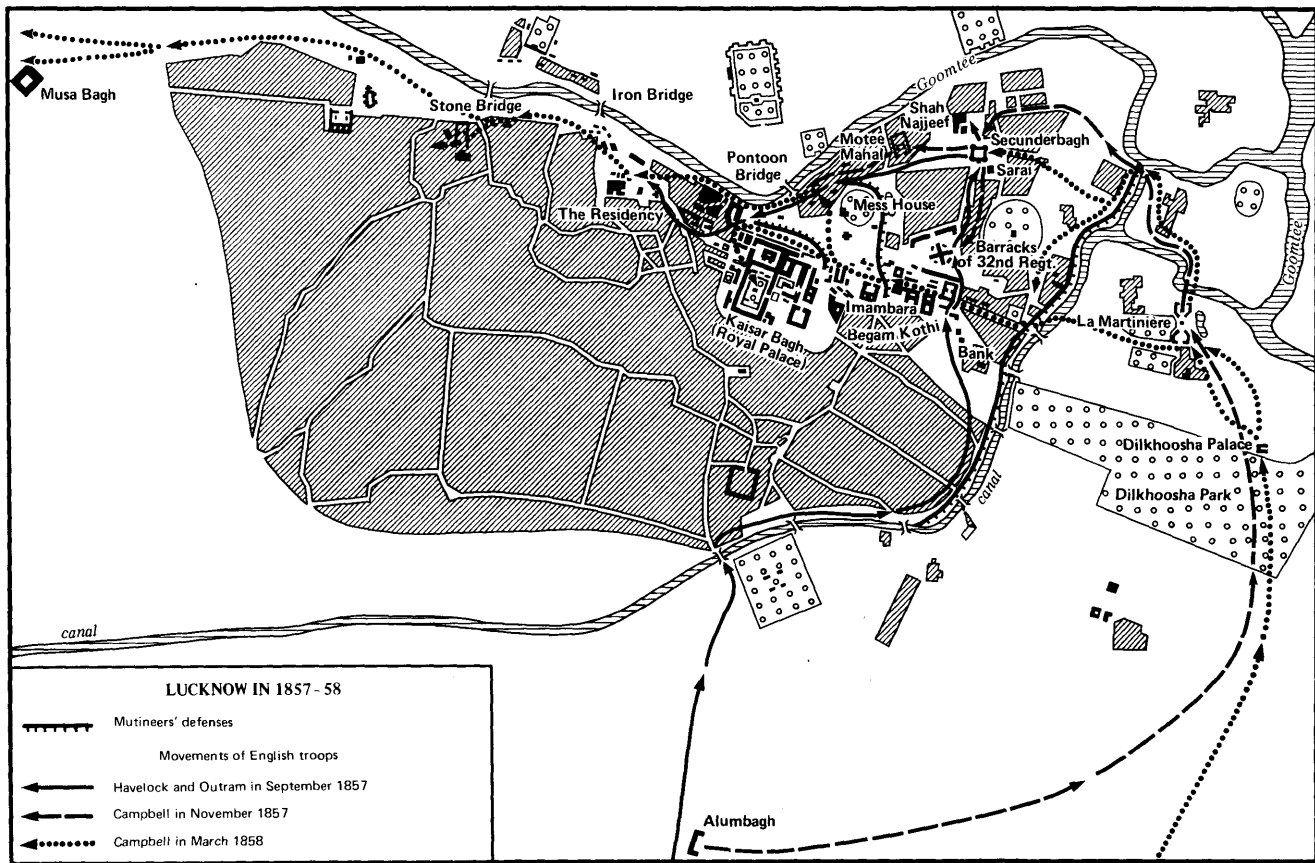 Musa Bagh
Stone Bridge
Iron Bridge
Goomtee
Shah
Najjeef
Motee
Mahal
Secunderbagh
Sarai
Pontoon
Bridge
Mess House
The Residency
Barracks
of 32nd Regt.
Goomtee
Imambara
La Martinière
Kaisar Bagh
(Royal Palace)
Begam Kothi
Bank
Dilkhoosha Palace
Dilkhoosha Park
canal
canal
Alumbagh
LUCKNOW IN 1857-58
Mutineers' defenses
Movements of English troops
Havelock and Outram in September 1857
Campbell in November 1857
Campbell in March 1858